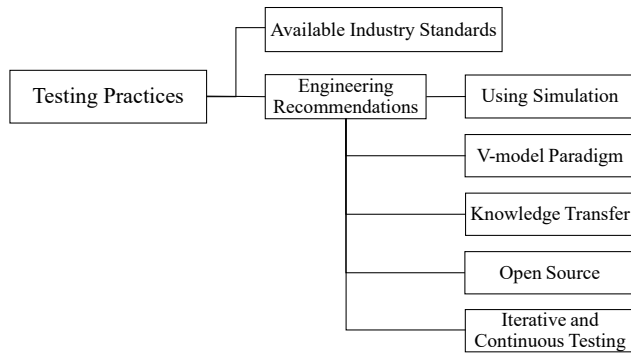 Available Industry Standards
Testing Practices
Engineering
Recommendations
Using Simulation
V-model Paradigm
Knowledge Transfer
Open Source
Iterative and
Continuous Testing